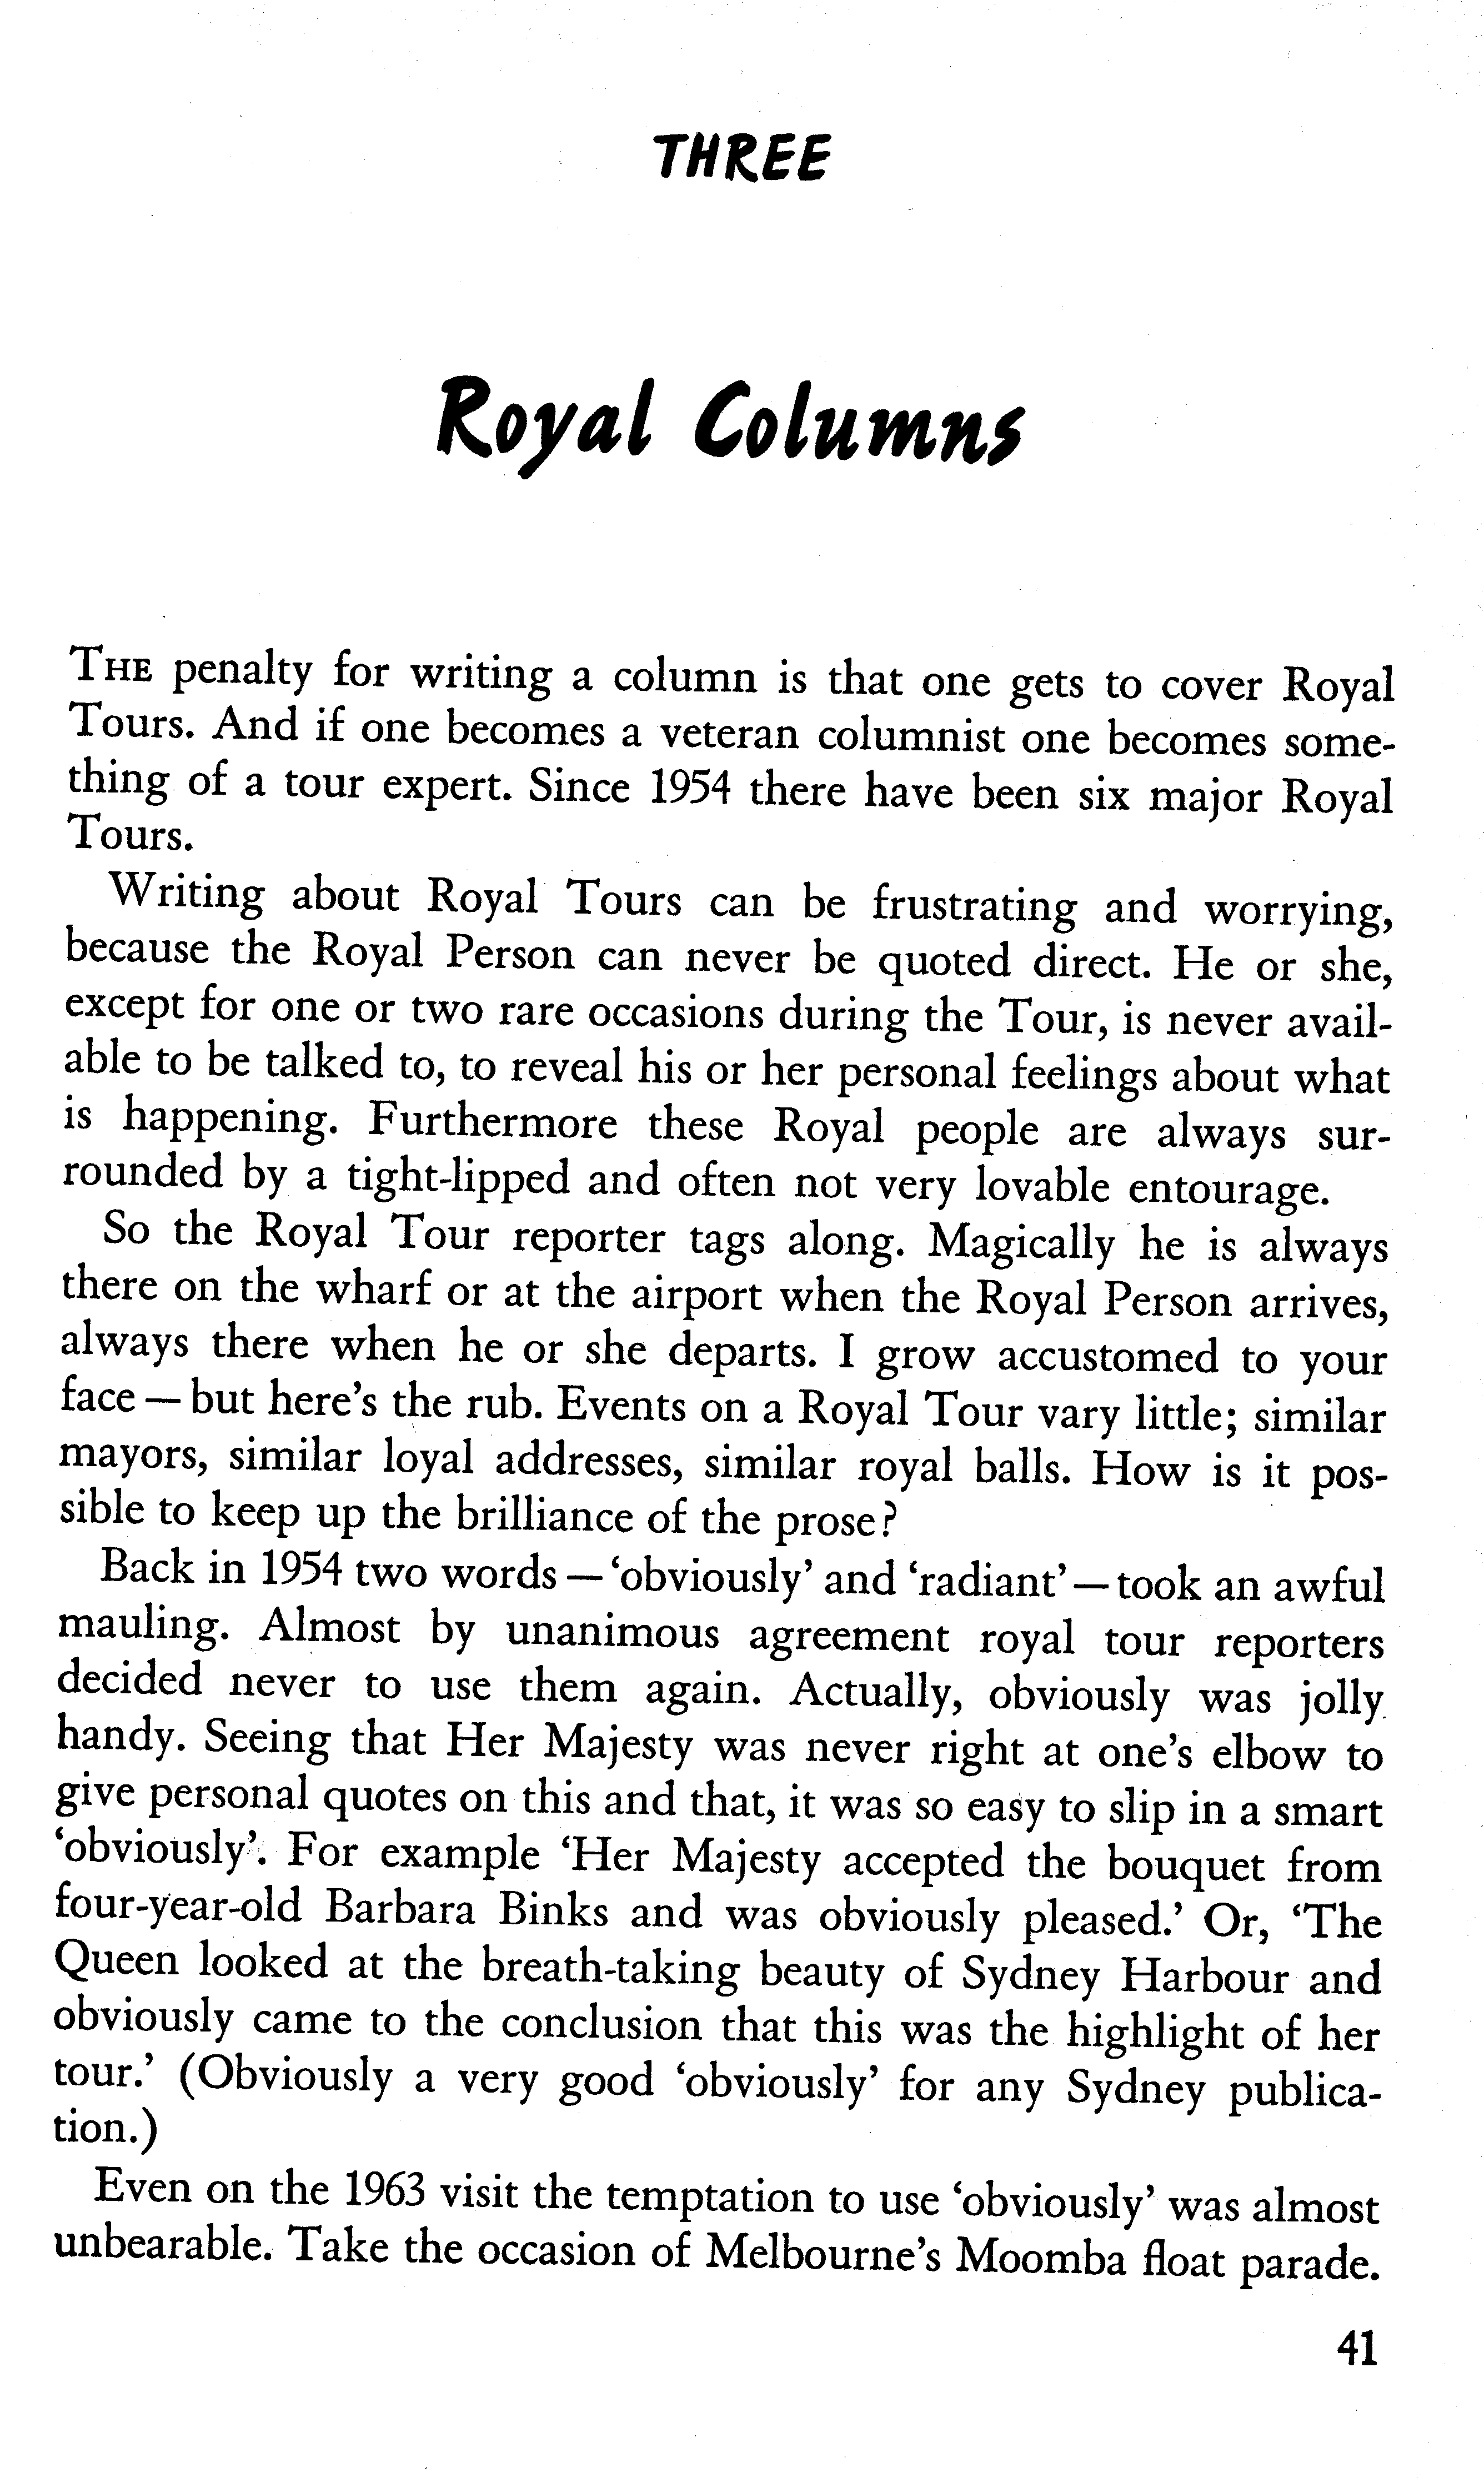 THREE
Royal Columns
THE penalty for writing a column is that one gets to cover Royal
Tours. And if one becomes a veteran columnist one becomes some-
thing of a tour expert. Since 1954 there have been six major Royal
Tours.
Writing about Royal Tours can be frustrating and worrying,
because the Royal Person can never be quoted direct. He or she,
except for one or two rare occasions during the Tour, is never avail-
able to be talked to, to reveal his or her personal feelings about what
is happening. Furthermore these Royal people are always sur-
rounded by a tight-lipped and often not very lovable entourage.
So the Royal Tour reporter tags along. Magically he is always
there on the wharf or at the airport when the Royal Person arrives,
always there when he or she departs. I grow accustomed to your
face — but here's the rub. Events on a Royal Tour vary little; similar
mayors, similar loyal addresses, similar royal balls. How is it pos-
sible to keep up the brilliance of the prose?
Back in 1954 two words — ‘obviously’ and ‘radiant’ — took an awful
mauling. Almost by unanimous agreement royal tour reporters
decided never to use them again. Actually, obviously was jolly
handy. Seeing that Her Majesty was never right at one's elbow to
give personal quotes on this and that, it was so easy to slip in a smart
‘obviously’. For example ‘Her Majesty accepted the bouquet from
four-year-old Barbara Binks and was obviously pleased.’ Or, ‘The
Queen looked at the breath-taking beauty of Sydney Harbour and
obviously came to the conclusion that this was the highlight of her
tour.’ (Obviously a very good ‘obviously’ for any Sydney publica-
tion.)
Even on the 1963 visit the temptation to use ‘obviously’ was almost
unbearable. Take the occasion of Melbourne's Moomba float parade.
41